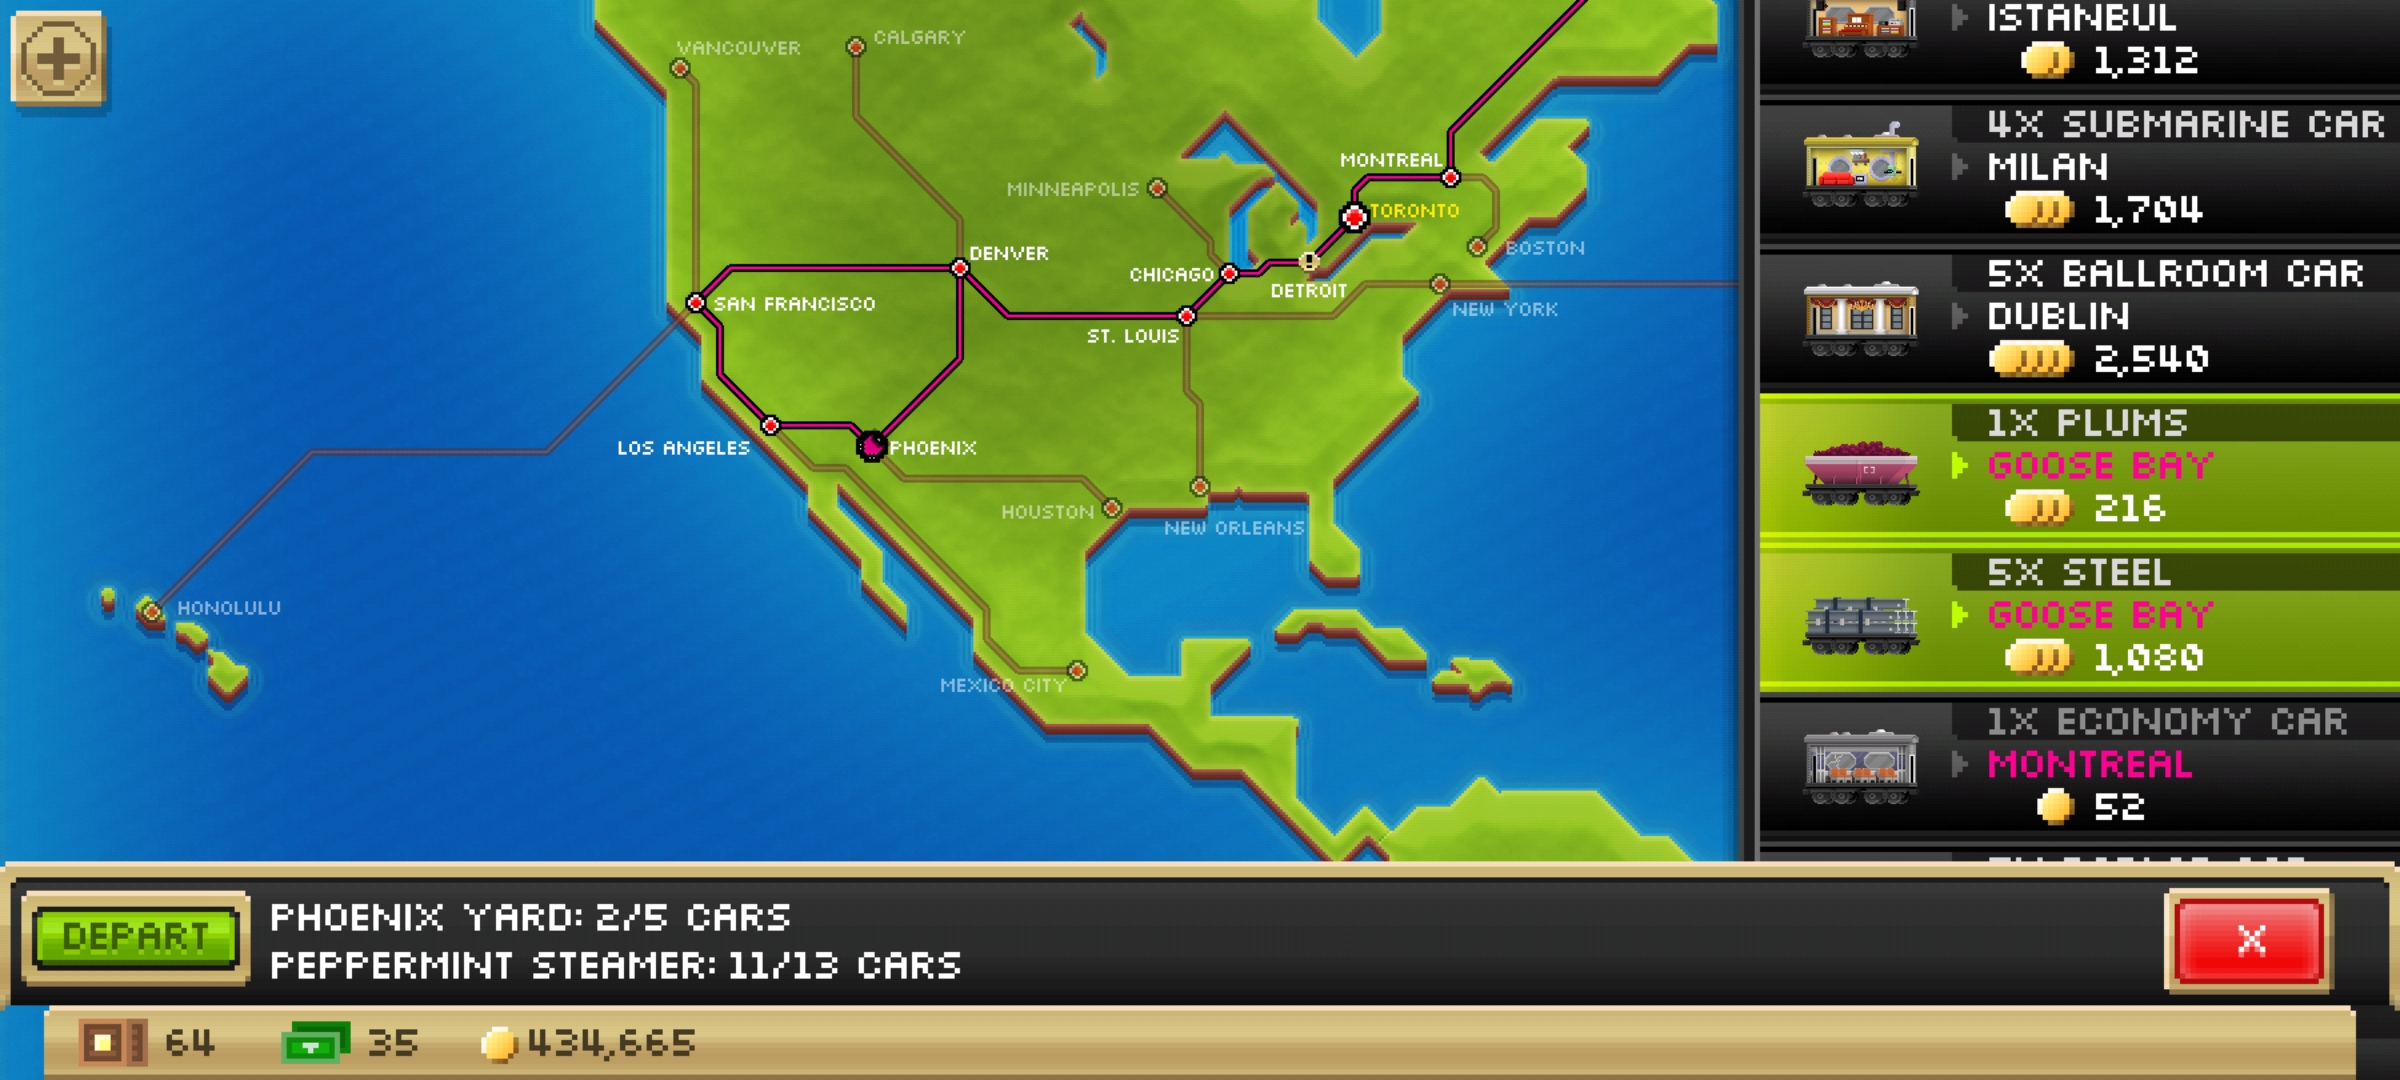 VANCOUVER
CALGARY
MINNEAPOLIS
MONTREAL
TORONTO
BOSTON
DENVER
CHICAGO
DETROIT
SAN FRANCISCO
ST. LOUIS
NEW YORK
LOS ANGELES
PHOENIX
HOUSTON
NEW ORLEANS
HONOLULU
MEXICO CITY
ISTANBUL
1,312
4X SUBMARINE CAR
MILAN
1,704
5X BALLROOM CAR
DUBLIN
2,540
1X PLUMS
GOOSE BAY
216
5X STEEL
GOOSE BAY
1,080
1X ECONOMY CAR
MONTREAL
52
DEPART
PHOENIX YARD: 2/5 CARS
PEPPERMINT STEAMER: 11/13 CARS
X
64
35
434,665